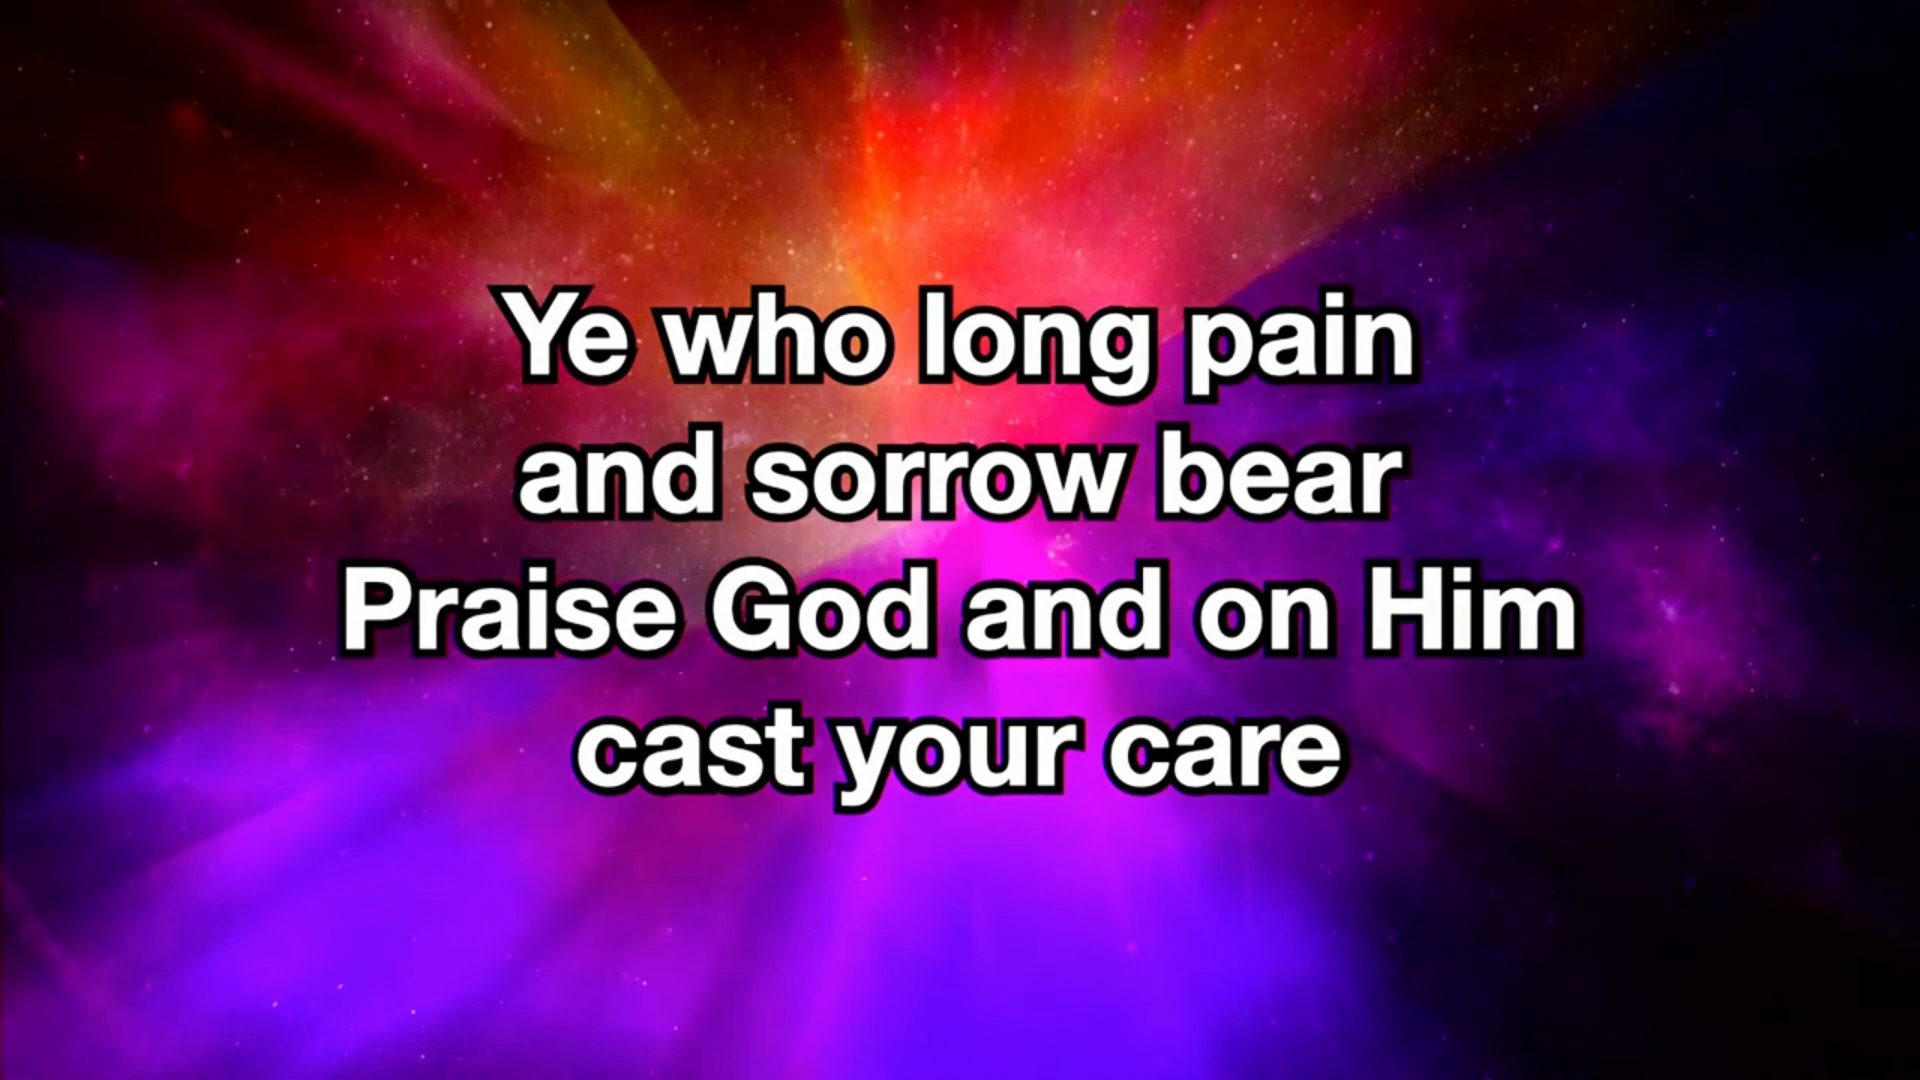 Ye who long pain
and sorrow bear
Praise God and on Him
cast your care